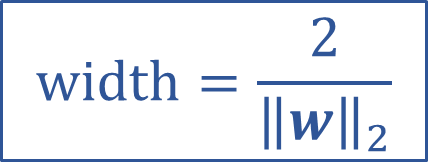 width = 2 / ‖w‖₂